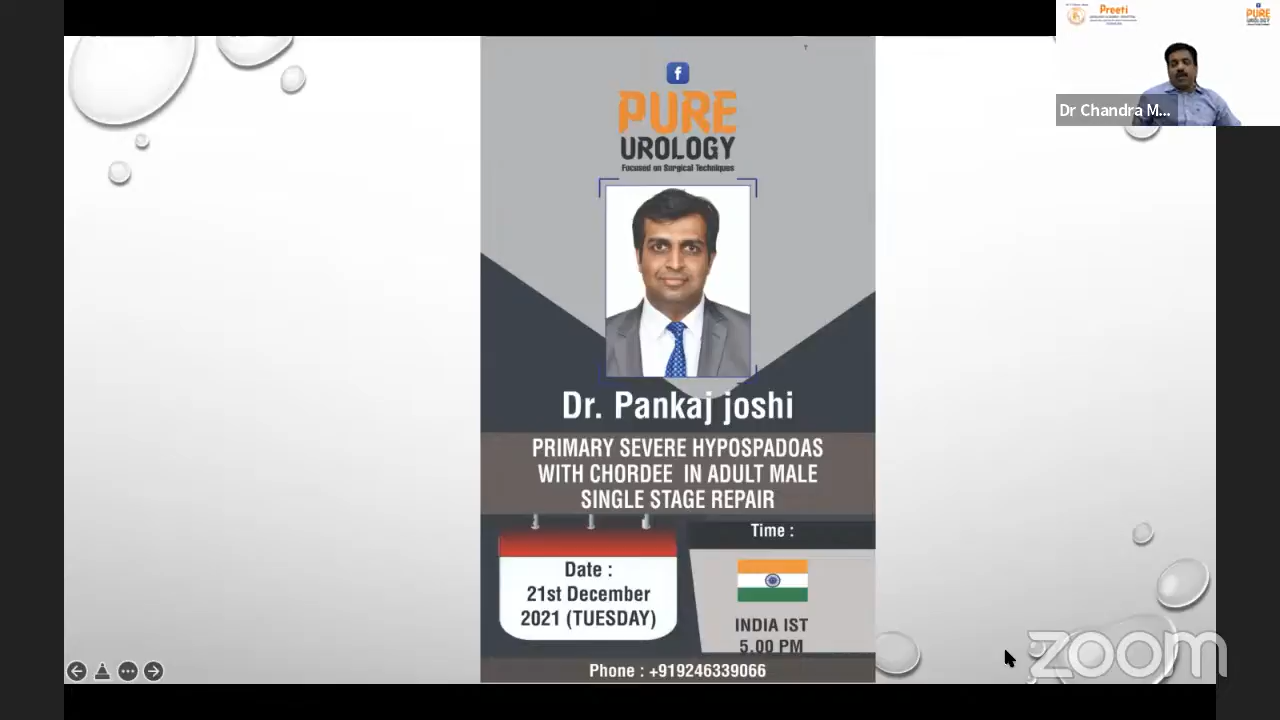 Preeti
PURE
UROLOGY
Dr Chandra M...
f
PURE
UROLOGY
Focused on Surgical Techniques
Dr. Pankaj joshi
PRIMARY SEVERE HYPOSPADOAS
WITH CHORDEE IN ADULT MALE
SINGLE STAGE REPAIR
Date :
21st December
2021 (TUESDAY)
Time :
INDIA IST
5.00 PM
Phone : +919246339066
zoom